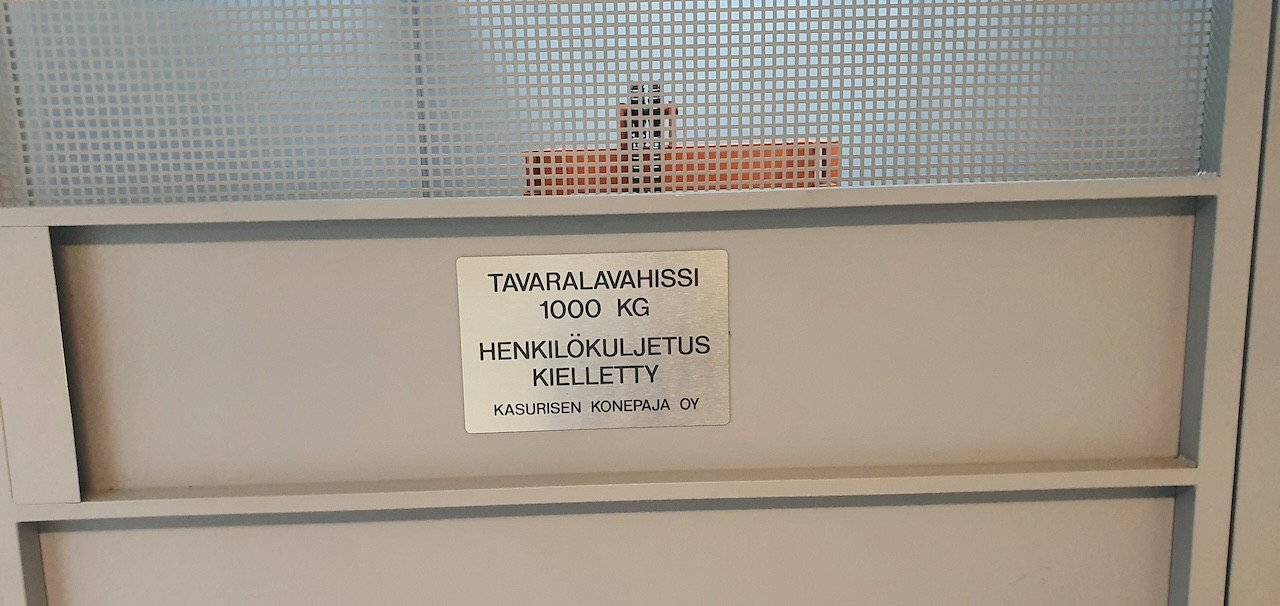 TAVARALAVAHISSI
1000 KG
HENKILÖKULJETUS
KIELLETTY
KASURISEN KONEPAJA OY